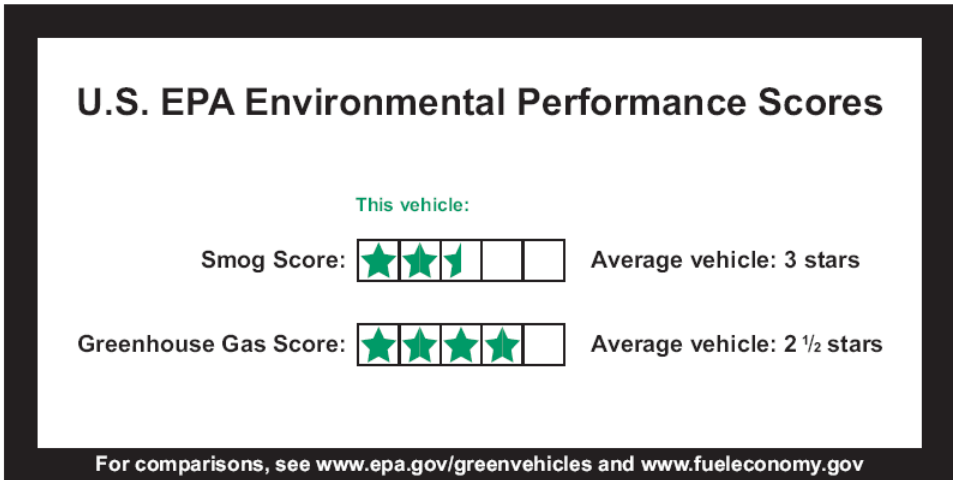 U.S. EPA Environmental Performance Scores
This vehicle:
Smog Score: Average vehicle: 3 stars
Greenhouse Gas Score: Average vehicle: 2 1/2 stars
For comparisons, see www.epa.gov/greenvehicles and www.fueleconomy.gov